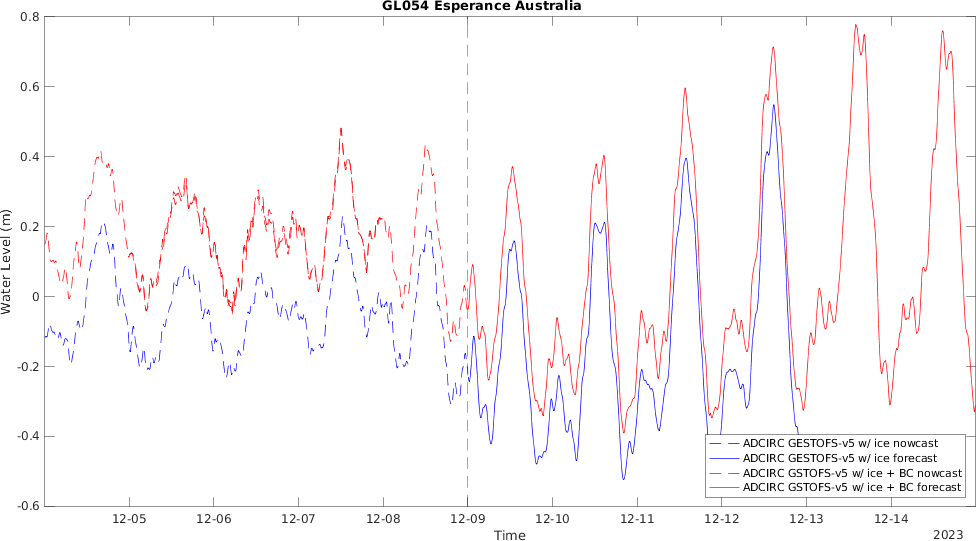 GL054 Esperance Australia
Water Level (m)
0.8
0.6
0.4
0.2
0
-0.2
-0.4
-0.6
ADCIRC GESTOFS-v5 w/ ice nowcast
ADCIRC GESTOFS-v5 w/ ice forecast
ADCIRC GSTOFS-v5 w/ ice + BC nowcast
ADCIRC GSTOFS-v5 w/ ice + BC forecast
12-05 12-06 12-07 12-08 12-09 12-10 12-11 12-12 12-13 12-14
Time
2023